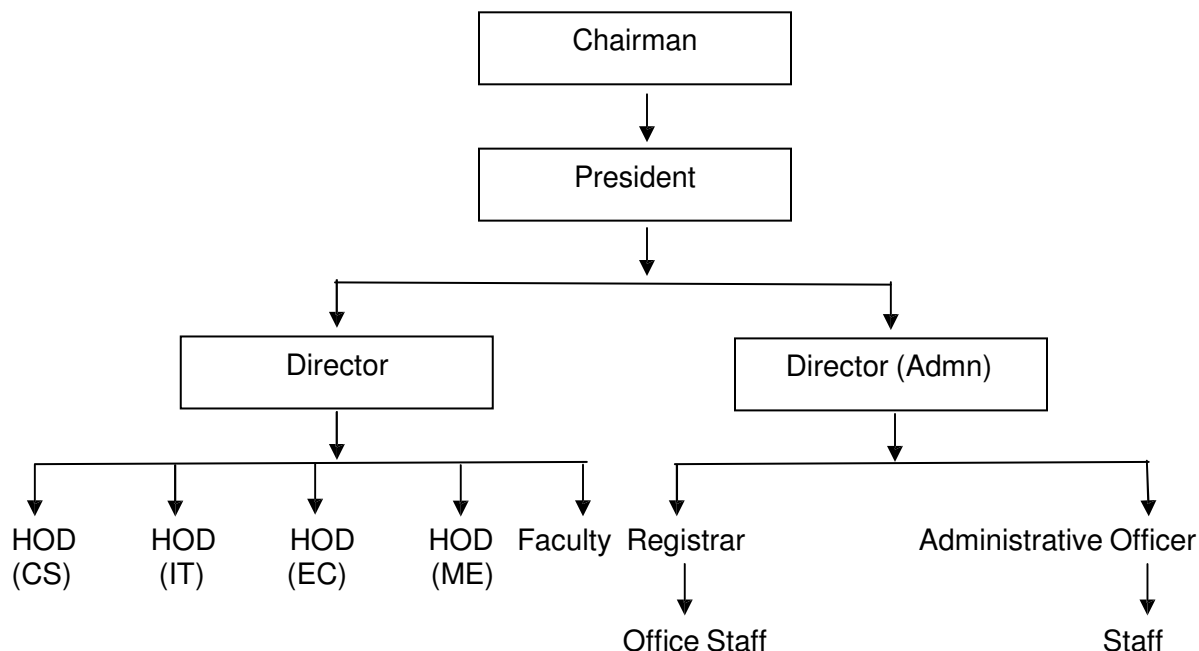 Chairman
President
Director
Director (Admn)
HOD
(CS)
HOD
(IT)
HOD
(EC)
HOD
(ME)
Faculty
Registrar
Administrative Officer
Office Staff
Staff